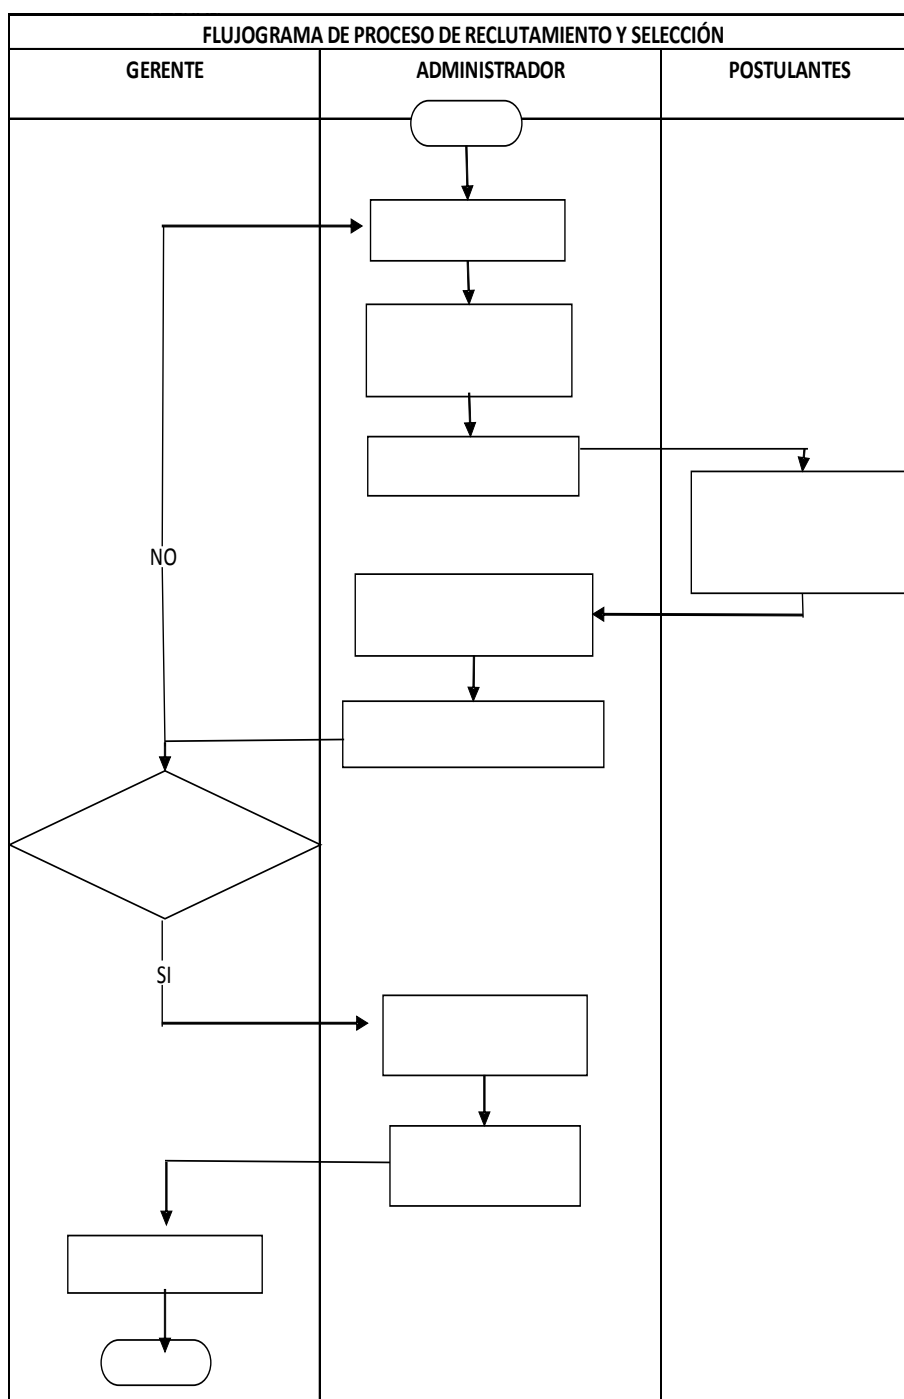 FLUJOGRAMA DE PROCESO DE RECLUTAMIENTO Y SELECCIÓN
GERENTE ADMINISTRADOR POSTULANTES
NO
SI